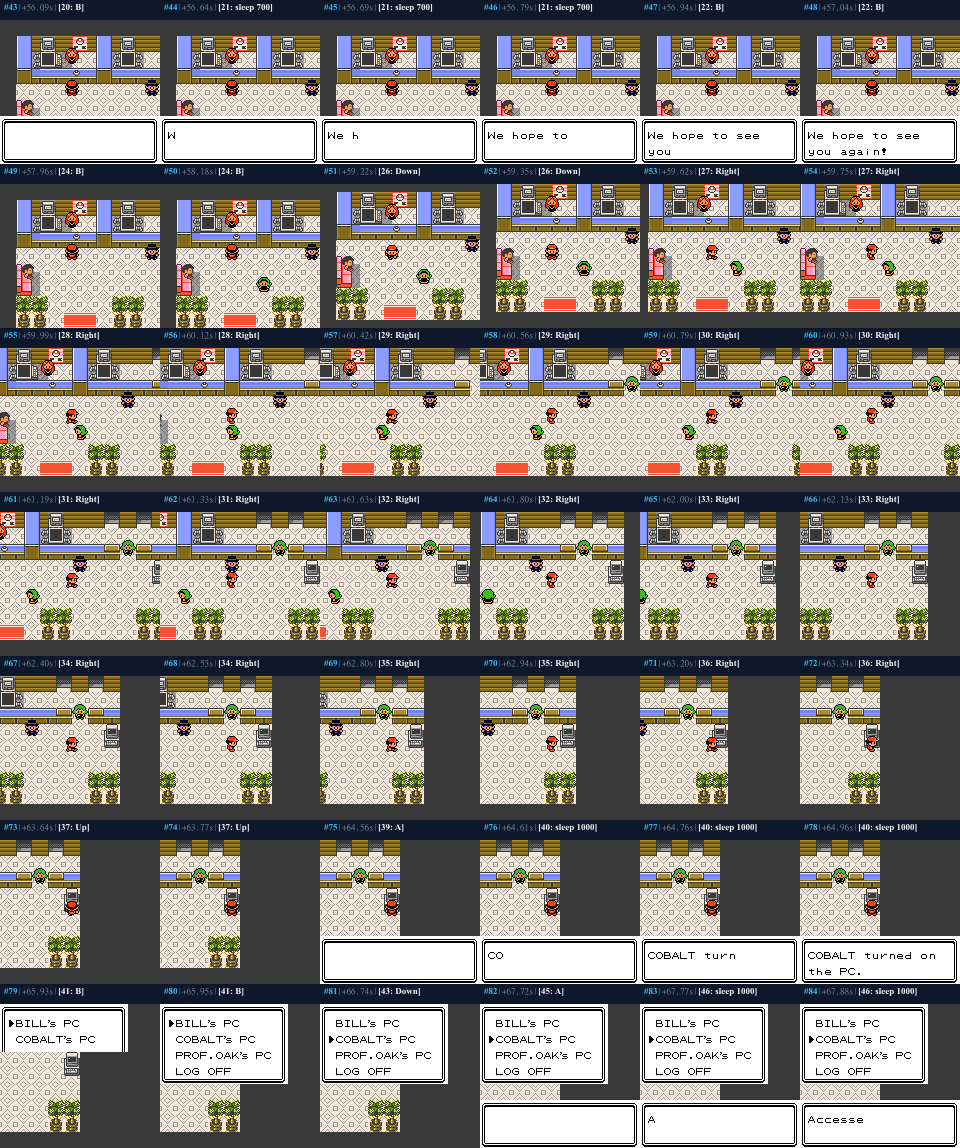 #43 | +56.09s | [20: B]
#44 | +56.64s | [21: sleep 700]
#45 | +56.69s | [21: sleep 700]
#46 | +56.79s | [21: sleep 700]
#47 | +56.94s | [22: B]
#48 | +57.04s | [22: B]
W
We h
We hope to
We hope to see
you
We hope to see
you again!
#49 | +57.96s | [24: B]
#50 | +58.18s | [24: B]
#51 | +59.22s | [26: Down]
#52 | +59.35s | [26: Down]
#53 | +59.62s | [27: Right]
#54 | +59.75s | [27: Right]
#55 | +59.99s | [28: Right]
#56 | +60.12s | [28: Right]
#57 | +60.42s | [29: Right]
#58 | +60.56s | [29: Right]
#59 | +60.79s | [30: Right]
#60 | +60.93s | [30: Right]
#61 | +61.19s | [31: Right]
#62 | +61.33s | [31: Right]
#63 | +61.63s | [32: Right]
#64 | +61.80s | [32: Right]
#65 | +62.00s | [33: Right]
#66 | +62.13s | [33: Right]
#67 | +62.40s | [34: Right]
#68 | +62.53s | [34: Right]
#69 | +62.80s | [35: Right]
#70 | +62.94s | [35: Right]
#71 | +63.20s | [36: Right]
#72 | +63.34s | [36: Right]
#73 | +63.64s | [37: Up]
#74 | +63.77s | [37: Up]
#75 | +64.56s | [39: A]
#76 | +64.61s | [40: sleep 1000]
#77 | +64.76s | [40: sleep 1000]
#78 | +64.96s | [40: sleep 1000]
CO
COBALT turn
COBALT turned on
the PC.
#79 | +65.93s | [41: B]
#80 | +65.95s | [41: B]
#81 | +66.74s | [43: Down]
#82 | +67.72s | [45: A]
#83 | +67.77s | [46: sleep 1000]
#84 | +67.88s | [46: sleep 1000]
▶BILL's PC
COBALT's PC
▶BILL's PC
COBALT's PC
PROF.OAK's PC
LOG OFF
BILL's PC
▶COBALT's PC
PROF.OAK's PC
LOG OFF
BILL's PC
▶COBALT's PC
PROF.OAK's PC
LOG OFF
BILL's PC
▶COBALT's PC
PROF.OAK's PC
LOG OFF
A
BILL's PC
▶COBALT's PC
PROF.OAK's PC
LOG OFF
Accesse